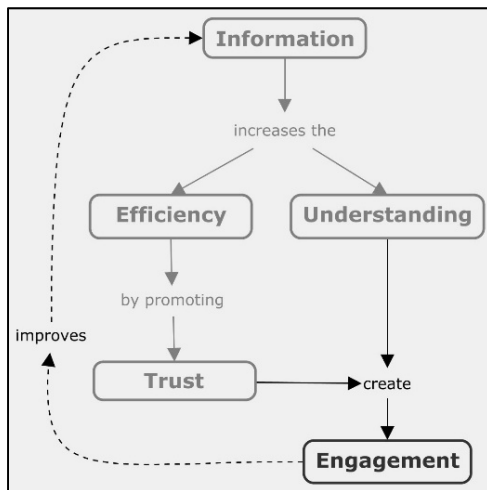 Information
increases the
Efficiency
Understanding
by promoting
improves
Trust
create
Engagement